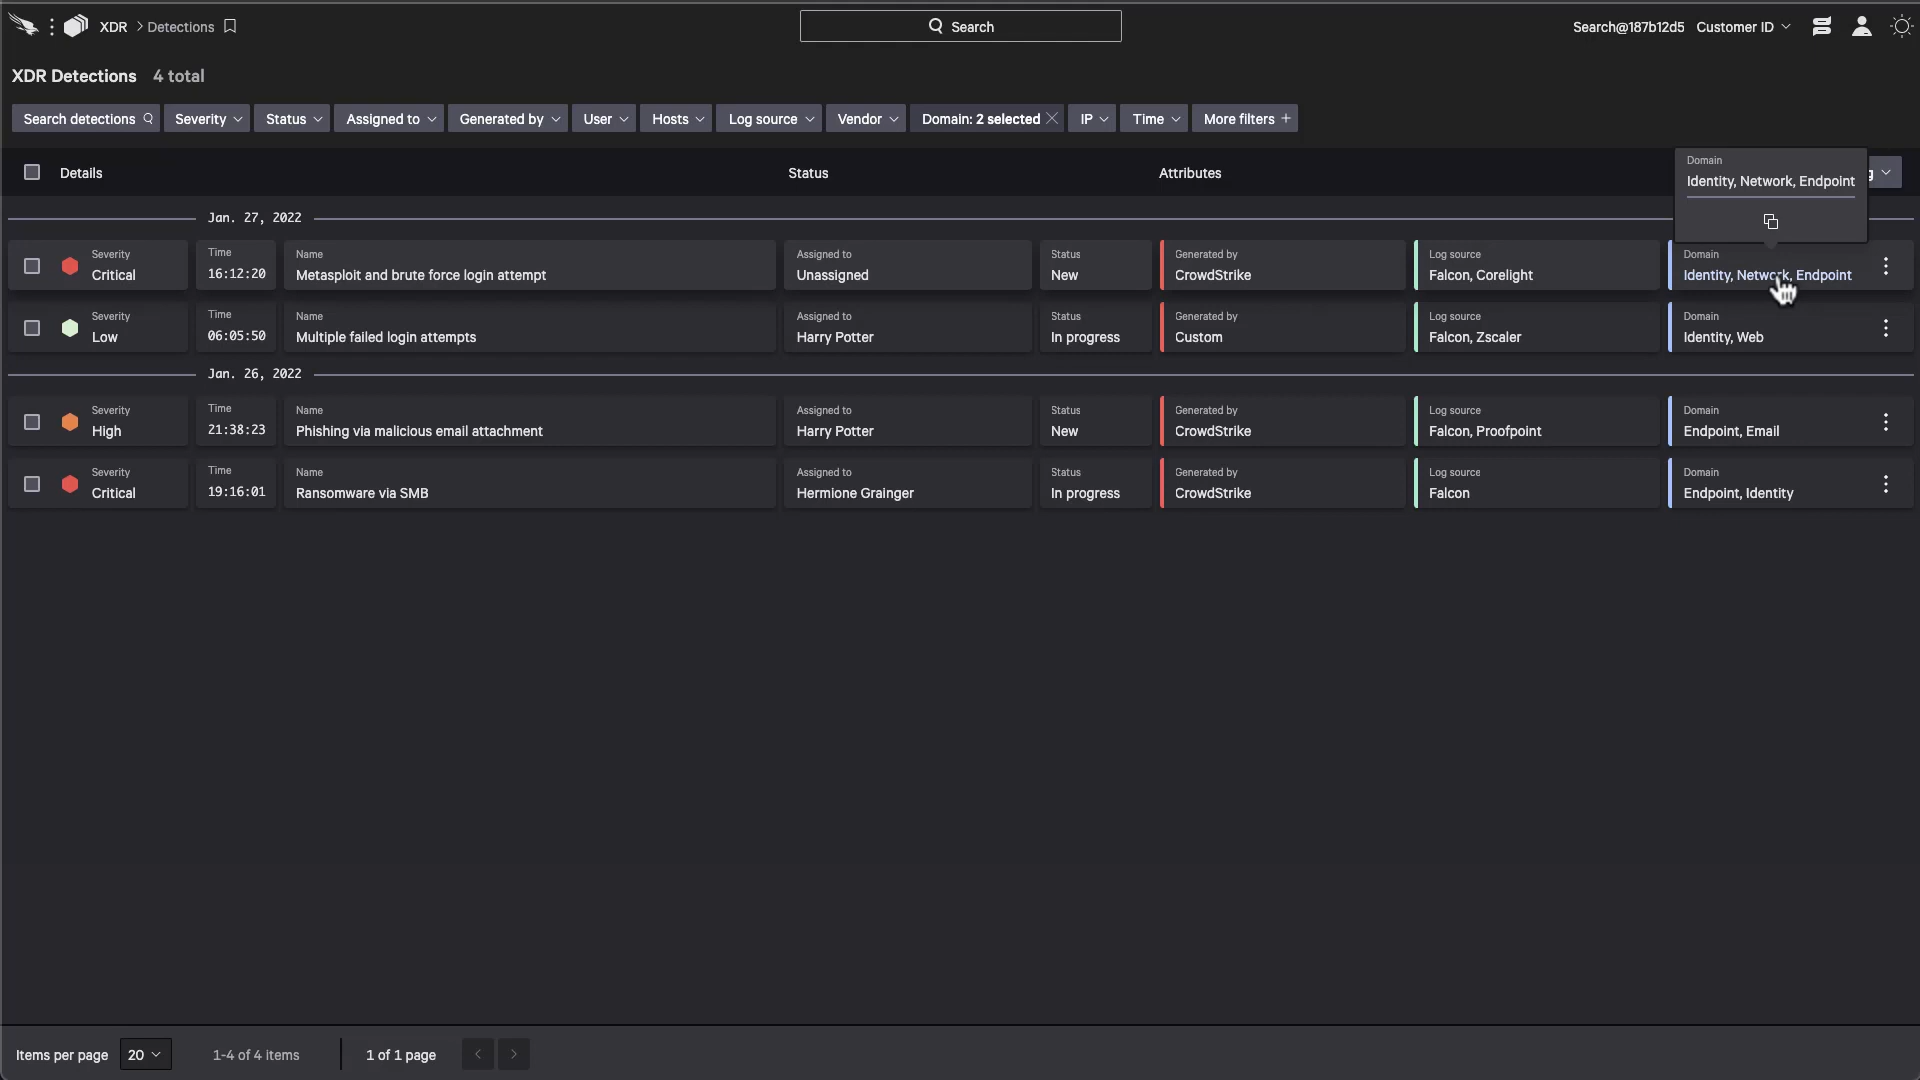 XDR > Detections
Search
Search@187b12d5 Customer ID
XDR Detections 4 total
Search detections Severity Status Assigned to Generated by User Hosts Log source Vendor Domain: 2 selected IP Time More filters +
Details Status Attributes
Domain
Identity, Network, Endpoint
g
Jan. 27, 2022
Severity Time Name Assigned to Status Generated by Log source Domain
Critical 16:12:20 Metasploit and brute force login attempt Unassigned New CrowdStrike Falcon, Corelight Identity, Network, Endpoint
Severity Time Name Assigned to Status Generated by Log source Domain
Low 06:05:50 Multiple failed login attempts Harry Potter In progress Custom Falcon, Zscaler Identity, Web
Jan. 26, 2022
Severity Time Name Assigned to Status Generated by Log source Domain
High 21:38:23 Phishing via malicious email attachment Harry Potter New CrowdStrike Falcon, Proofpoint Endpoint, Email
Severity Time Name Assigned to Status Generated by Log source Domain
Critical 19:16:01 Ransomware via SMB Hermione Grainger In progress CrowdStrike Falcon Endpoint, Identity
Items per page 20 1-4 of 4 items 1 of 1 page < >